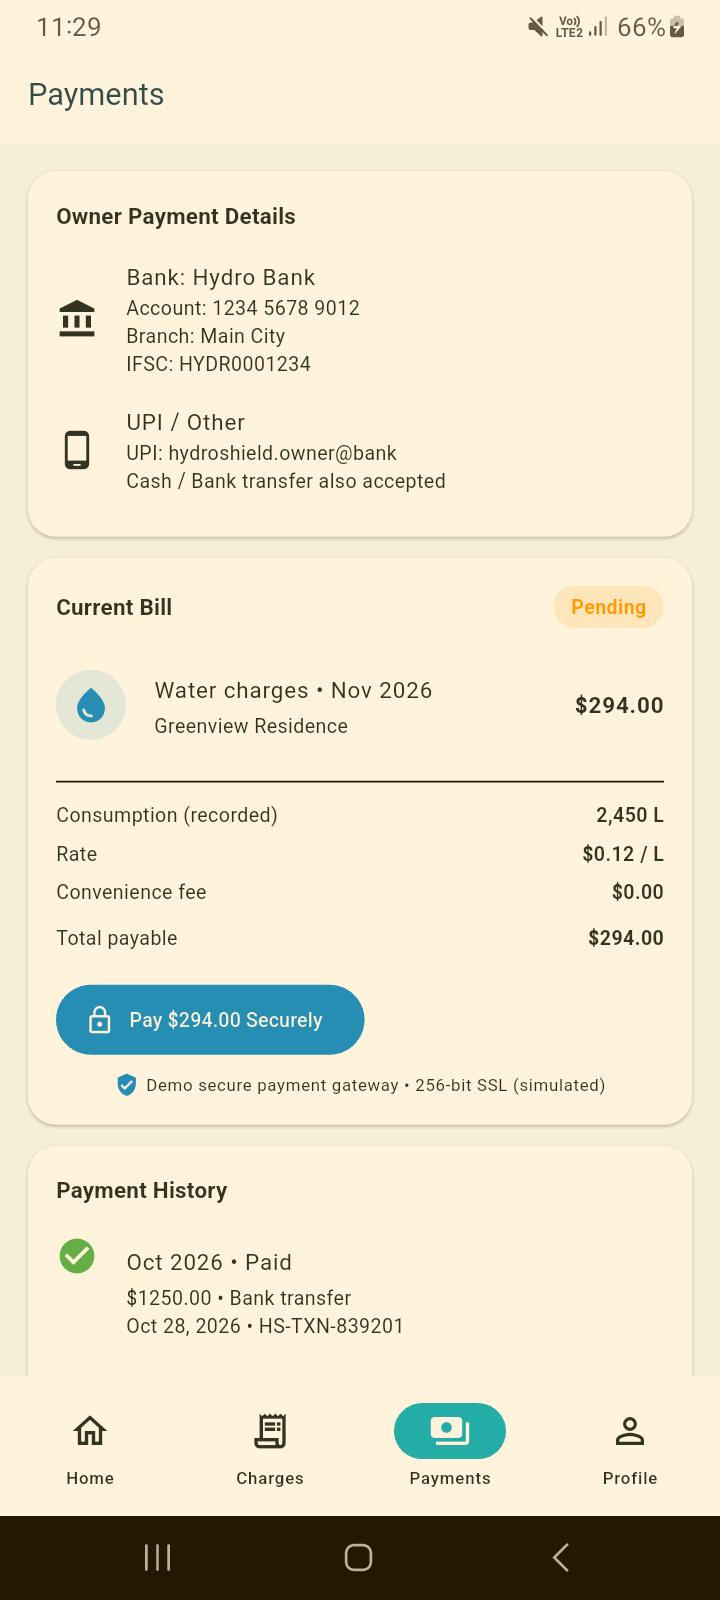 11:29
Vo))
LTE2
66%
Payments
Owner Payment Details
Bank: Hydro Bank
Account: 1234 5678 9012
Branch: Main City
IFSC: HYDR0001234
UPI / Other
UPI: hydroshield.owner@bank
Cash / Bank transfer also accepted
Current Bill
Pending
Water charges • Nov 2026
$294.00
Greenview Residence
Consumption (recorded) 2,450 L
Rate $0.12 / L
Convenience fee $0.00
Total payable $294.00
Pay $294.00 Securely
Demo secure payment gateway • 256-bit SSL (simulated)
Payment History
Oct 2026 • Paid
$1250.00 • Bank transfer
Oct 28, 2026 • HS-TXN-839201
Home Charges Payments Profile